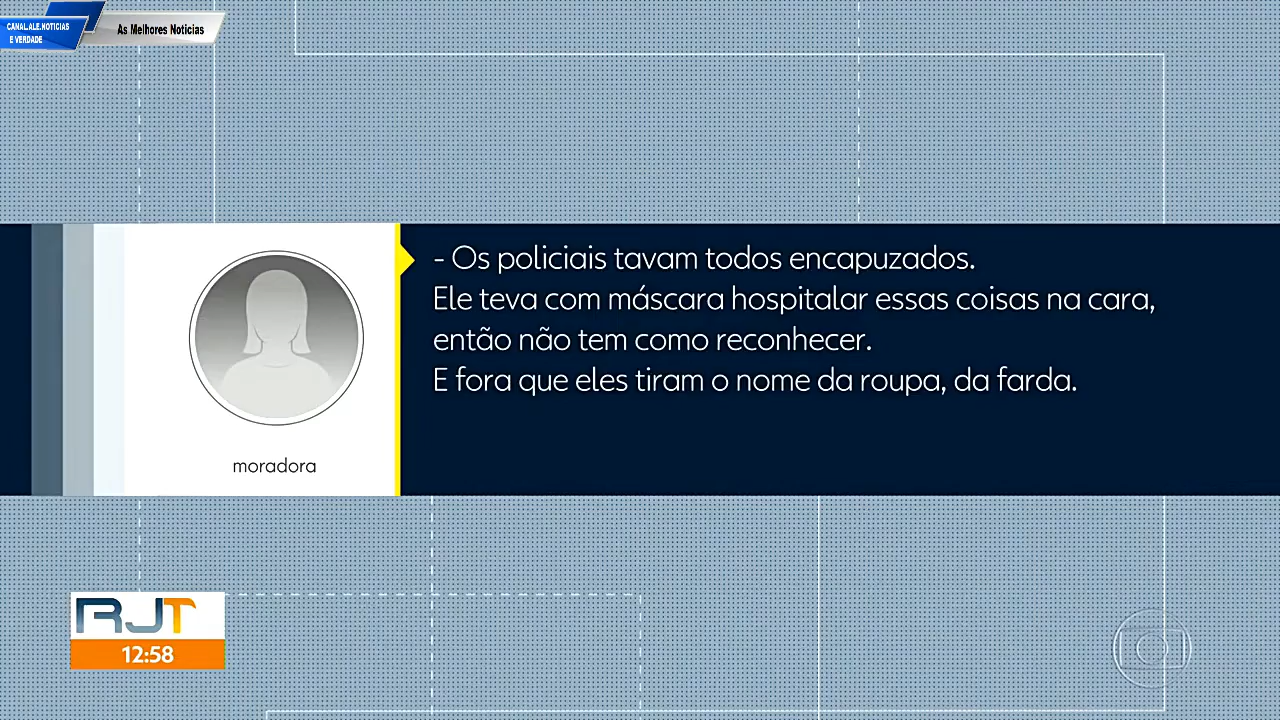 CANAL.ALE.NOTICIAS
E VERDADE
As Melhores Noticias
- Os policiais tavam todos encapuzados.
Ele teva com máscara hospitalar essas coisas na cara,
então não tem como reconhecer.
E fora que eles tiram o nome da roupa, da farda.
moradora
RJT
12:58